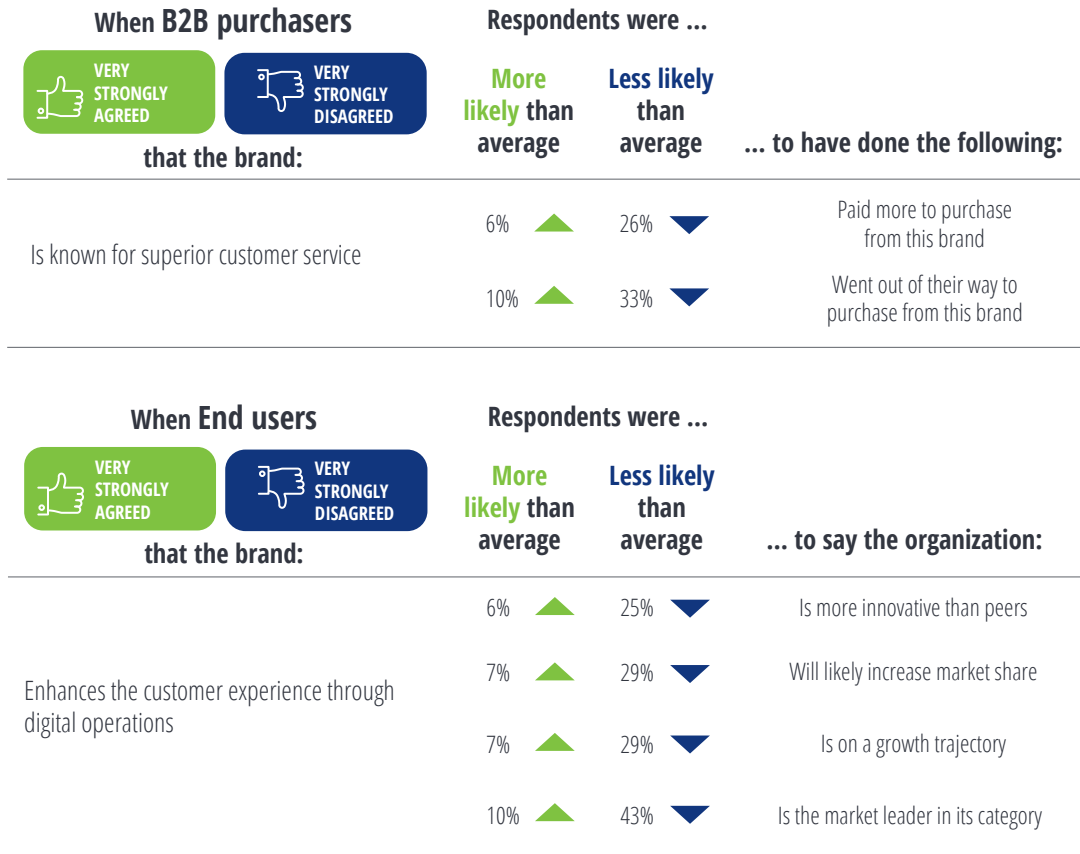 When B2B purchasers
VERY
STRONGLY
AGREED
VERY
STRONGLY
DISAGREED
that the brand:
Respondents were ...
More
likely than
average
Less likely
than
average
... to have done the following:
Is known for superior customer service
6%
26%
Paid more to purchase
from this brand
10%
33%
Went out of their way to
purchase from this brand
When End users
VERY
STRONGLY
AGREED
VERY
STRONGLY
DISAGREED
that the brand:
Respondents were ...
More
likely than
average
Less likely
than
average
... to say the organization:
Enhances the customer experience through
digital operations
6%
25%
Is more innovative than peers
7%
29%
Will likely increase market share
7%
29%
Is on a growth trajectory
10%
43%
Is the market leader in its category